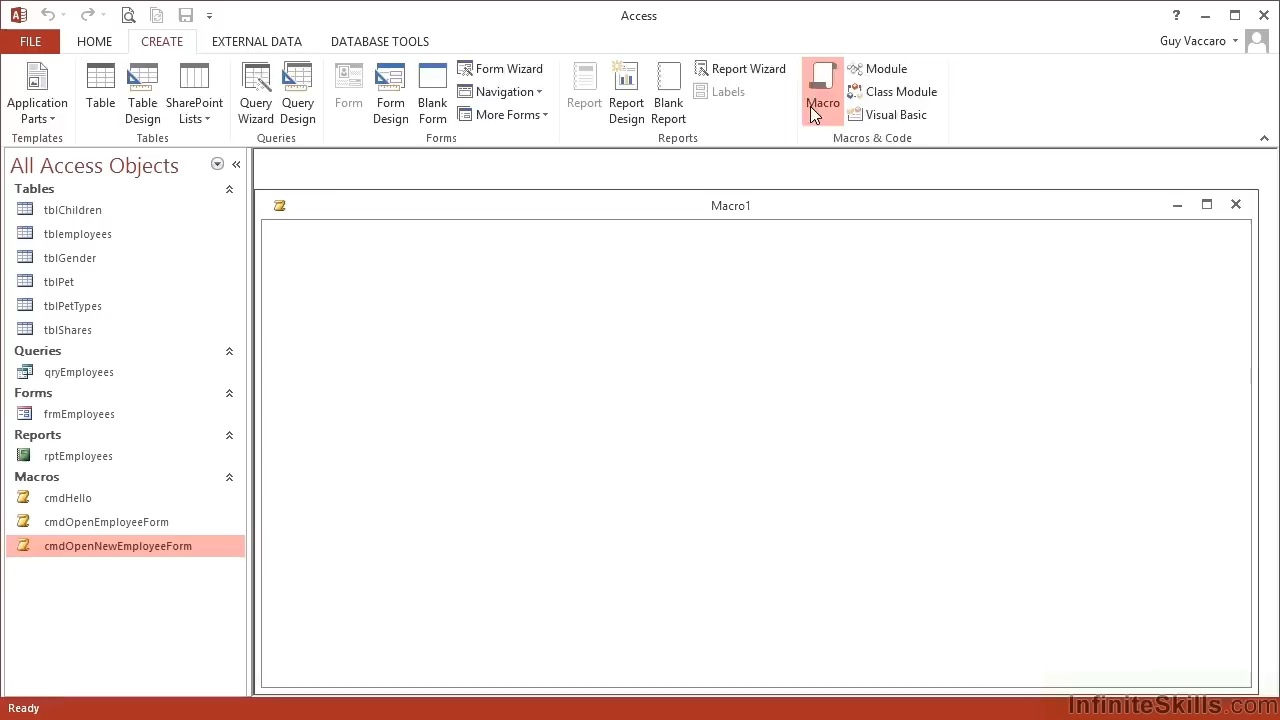 Access
?
FILE
HOME
CREATE
EXTERNAL DATA
DATABASE TOOLS
Guy Vaccaro
Application Parts
Table
Table Design
SharePoint Lists
Query Wizard
Query Design
Form
Form Design
Blank Form
Form Wizard
Navigation
More Forms
Report
Report Design
Blank Report
Report Wizard
Labels
Macro
Module
Class Module
Visual Basic
Templates
Tables
Queries
Forms
Reports
Macros & Code
All Access Objects
Tables
tblChildren
tblemployees
tblGender
tblPet
tblPetTypes
tblShares
Queries
qryEmployees
Forms
frmEmployees
Reports
rptEmployees
Macros
cmdHello
cmdOpenEmployeeForm
cmdOpenNewEmployeeForm
Macro1
Ready
InfiniteSkills.com